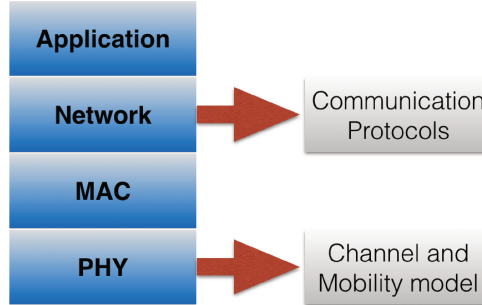 Application
Network
Communication
Protocols
MAC
PHY
Channel and
Mobility model